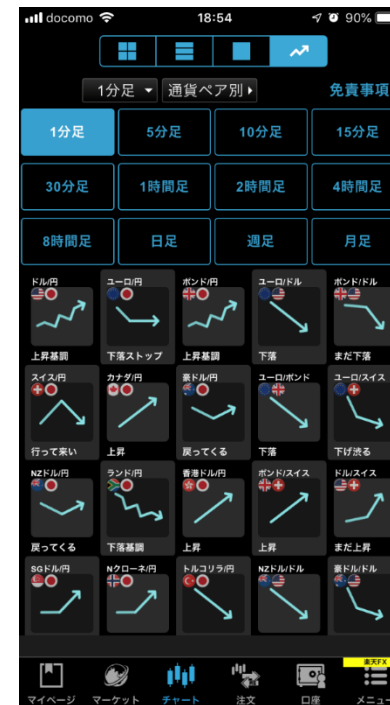 docomo 18:54 90%
1分足 通貨ペア別 免責事項
1分足 5分足 10分足 15分足
30分足 1時間足 2時間足 4時間足
8時間足 日足 週足 月足
ドル/円 ユーロ/円 ポンド/円 ユーロ/ドル ポンド/ドル
上昇基調 下落ストップ 上昇基調 下落 まだ下落
スイス/円 カナダ/円 豪ドル/円 ユーロ/ポンド ユーロ/スイス
行って来い 上昇 戻ってくる 下落 下げ渋る
NZドル/円 ランド/円 香港ドル/円 ポンド/スイス ドル/スイス
戻ってくる 下落基調 上昇 上昇 まだ上昇
SGドル/円 Nクローネ/円 トルコリラ/円 NZドル/ドル 豪ドル/ドル
楽天FX
マイページ マーケット チャート 注文 口座 メニュー